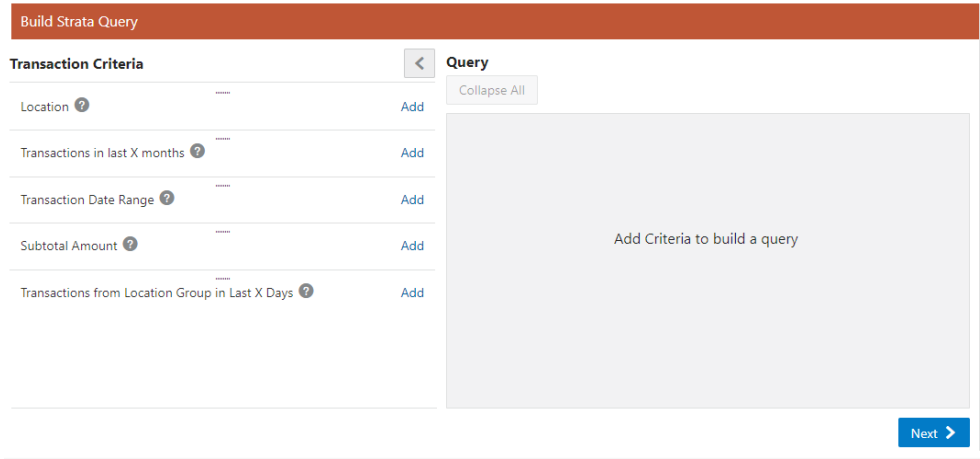 Build Strata Query
Transaction Criteria
Location ?
Add
Transactions in last X months ?
Add
Transaction Date Range ?
Add
Subtotal Amount ?
Add
Transactions from Location Group in Last X Days ?
Add
Query
Collapse All
Add Criteria to build a query
Next